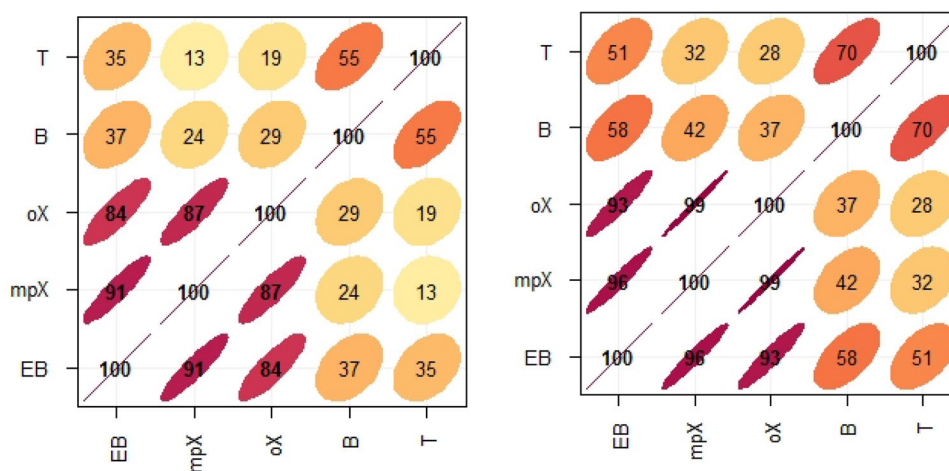 T 35 13 19 55 100
B 37 24 29 100 55
oX 84 87 100 29 19
mpX 91 100 87 24 13
EB 100 91 84 37 35
EB mpX oX B T
T 51 32 28 70 100
B 58 42 37 100 70
oX 93 99 100 37 28
mpX 96 100 99 42 32
EB 100 96 93 58 51
EB mpX oX B T